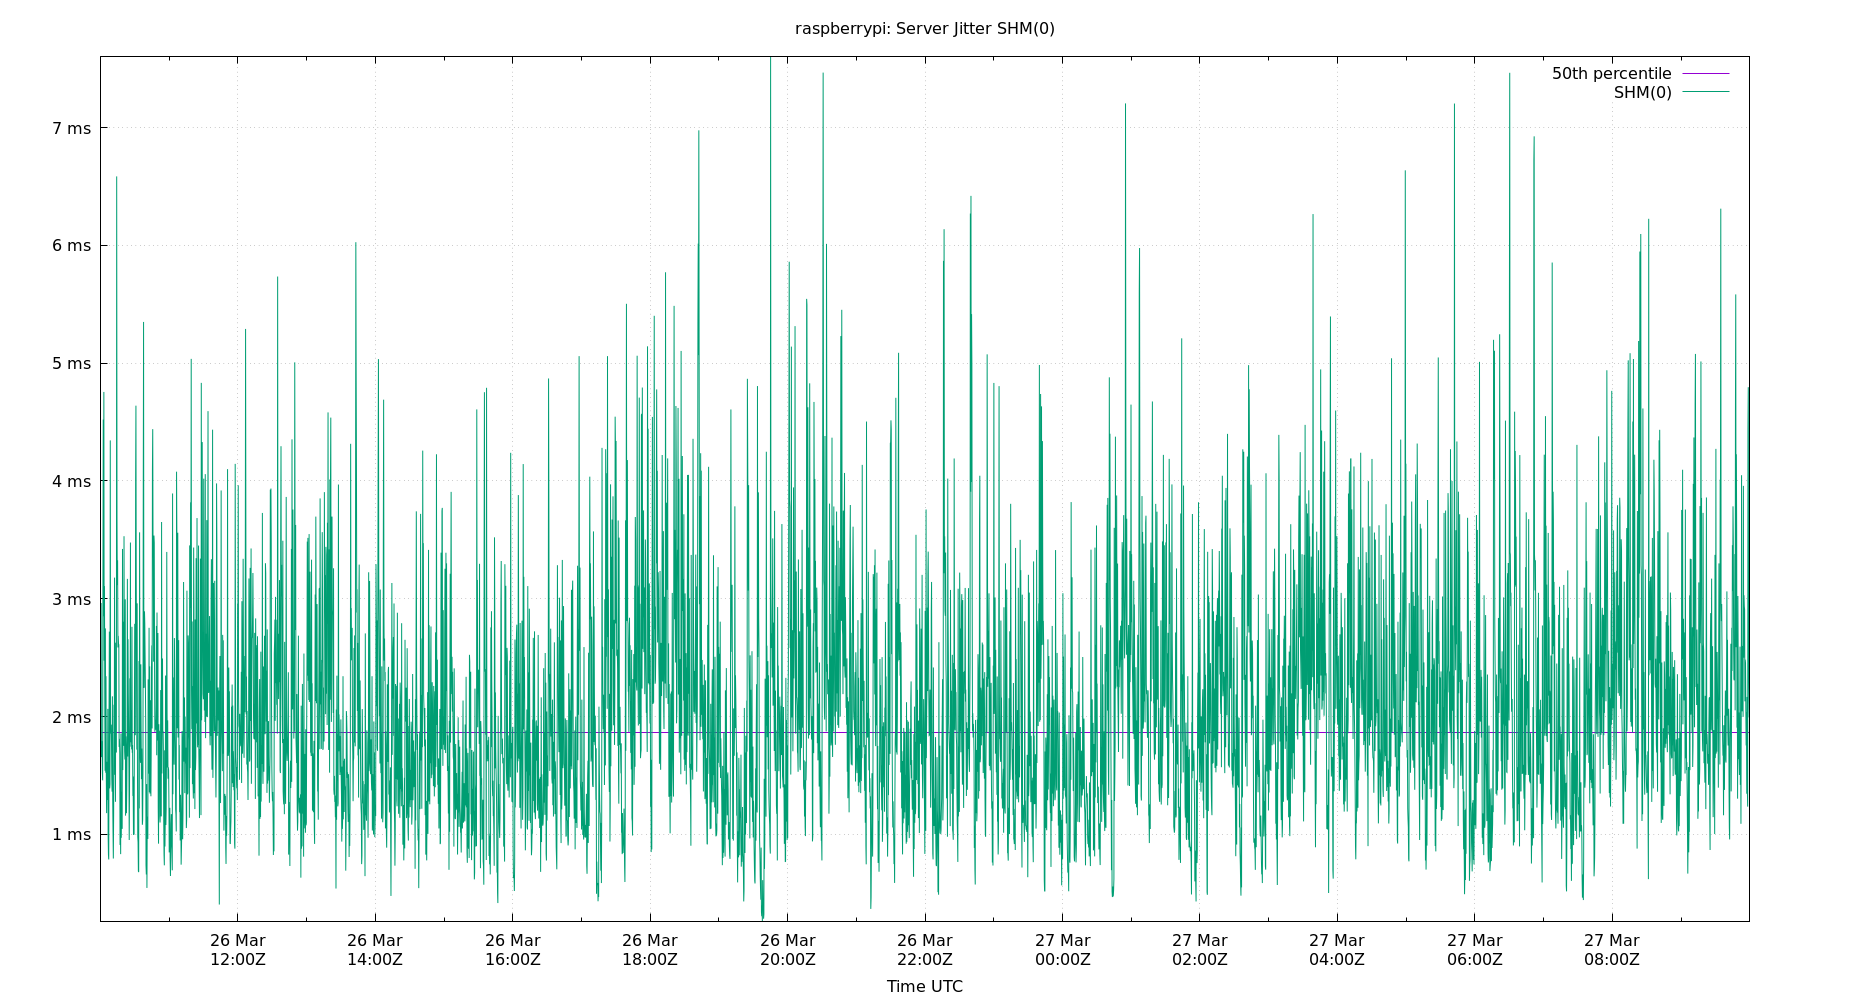 raspberrypi: Server Jitter SHM(0)
50th percentile
SHM(0)
7 ms
6 ms
5 ms
4 ms
3 ms
2 ms
1 ms
26 Mar 26 Mar 26 Mar 26 Mar 26 Mar 26 Mar 27 Mar 27 Mar 27 Mar 27 Mar 27 Mar
12:00Z 14:00Z 16:00Z 18:00Z 20:00Z 22:00Z 00:00Z 02:00Z 04:00Z 06:00Z 08:00Z
Time UTC